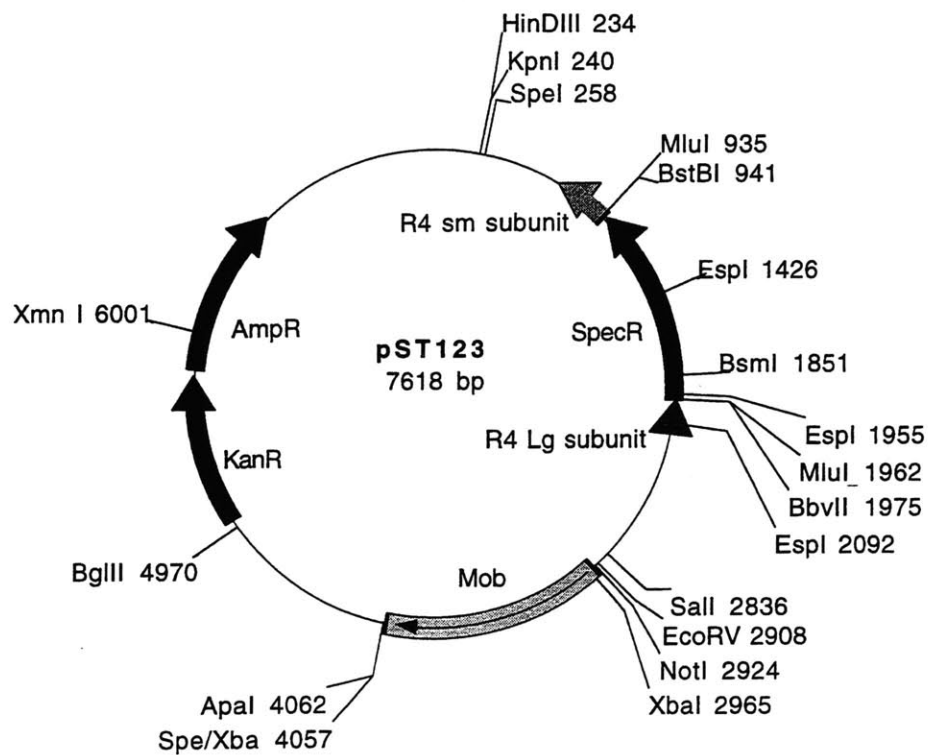 HinDIII 234
KpnI 240
SpeI 258
MluI 935
BstBI 941
R4 sm subunit
EspI 1426
Xmn I 6001
AmpR
pST123
7618 bp
SpecR
BsmI 1851
R4 Lg subunit
EspI 1955
MluI_ 1962
BbvII 1975
EspI 2092
KanR
BglII 4970
Mob
SalI 2836
EcoRV 2908
NotI 2924
XbaI 2965
ApaI 4062
Spe/Xba 4057